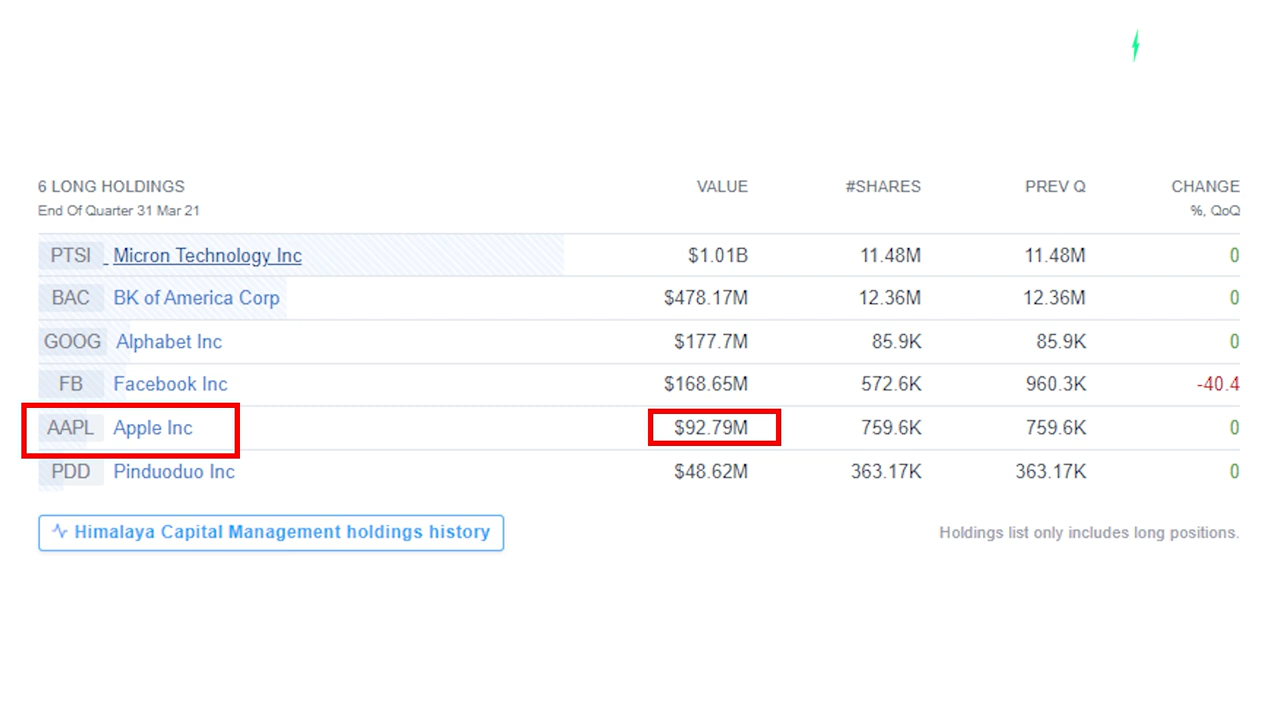 6 LONG HOLDINGS VALUE #SHARES PREV Q CHANGE
End Of Quarter 31 Mar 21 %, QoQ
PTSI Micron Technology Inc $1.01B 11.48M 11.48M 0
BAC BK of America Corp $478.17M 12.36M 12.36M 0
GOOG Alphabet Inc $177.7M 85.9K 85.9K 0
FB Facebook Inc $168.65M 572.6K 960.3K -40.4
AAPL Apple Inc $92.79M 759.6K 759.6K 0
PDD Pinduoduo Inc $48.62M 363.17K 363.17K 0
Himalaya Capital Management holdings history Holdings list only includes long positions.